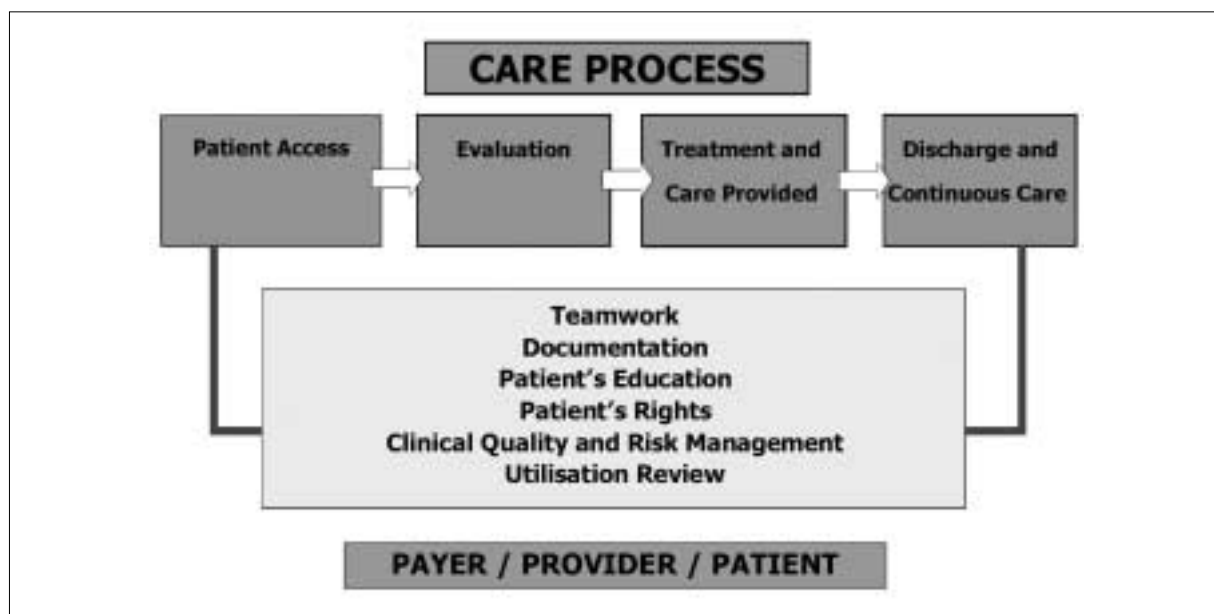 CARE PROCESS
Patient Access
Evaluation
Treatment and
Care Provided
Discharge and
Continuous Care
Teamwork
Documentation
Patient’s Education
Patient’s Rights
Clinical Quality and Risk Management
Utilisation Review
PAYER / PROVIDER / PATIENT